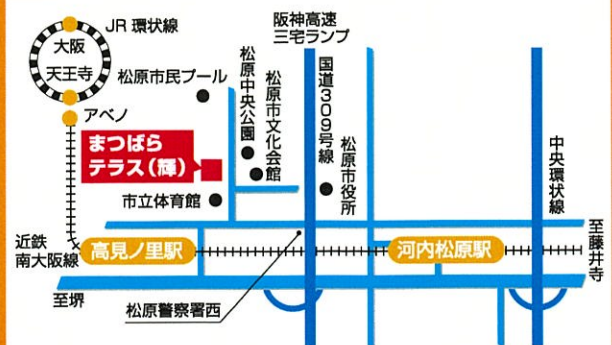 JR 環状線
大阪
天王寺
アベノ
阪神高速
三宅ランプ
松原市民プール
松原中央公園
松原市文化会館
国道309号線
松原市役所
中央環状線
まつばら
テラス(輝)
市立体育館
近鉄
南大阪線
高見ノ里駅
河内松原駅
至藤井寺
至堺
松原警察署西